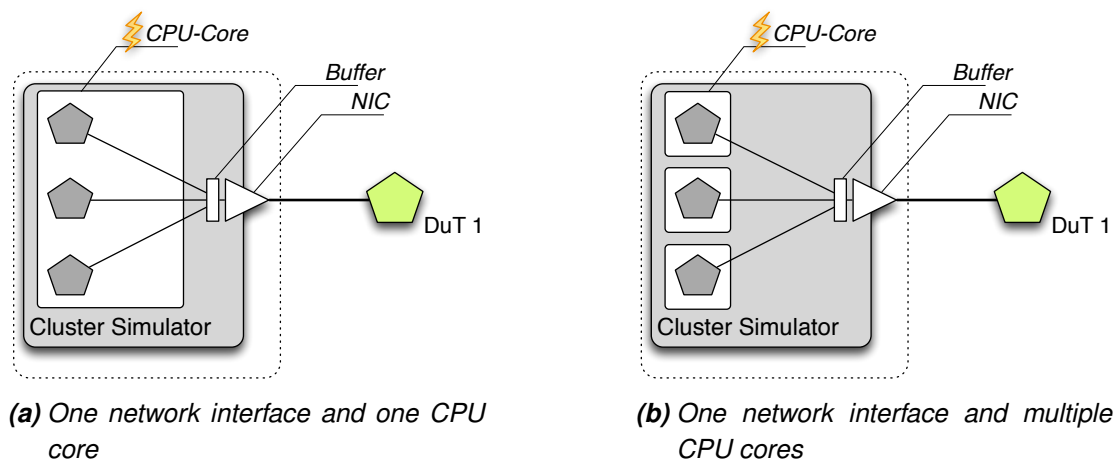 CPU-Core
Buffer
NIC
DuT 1
Cluster Simulator
(a) One network interface and one CPU
core
CPU-Core
Buffer
NIC
DuT 1
Cluster Simulator
(b) One network interface and multiple
CPU cores